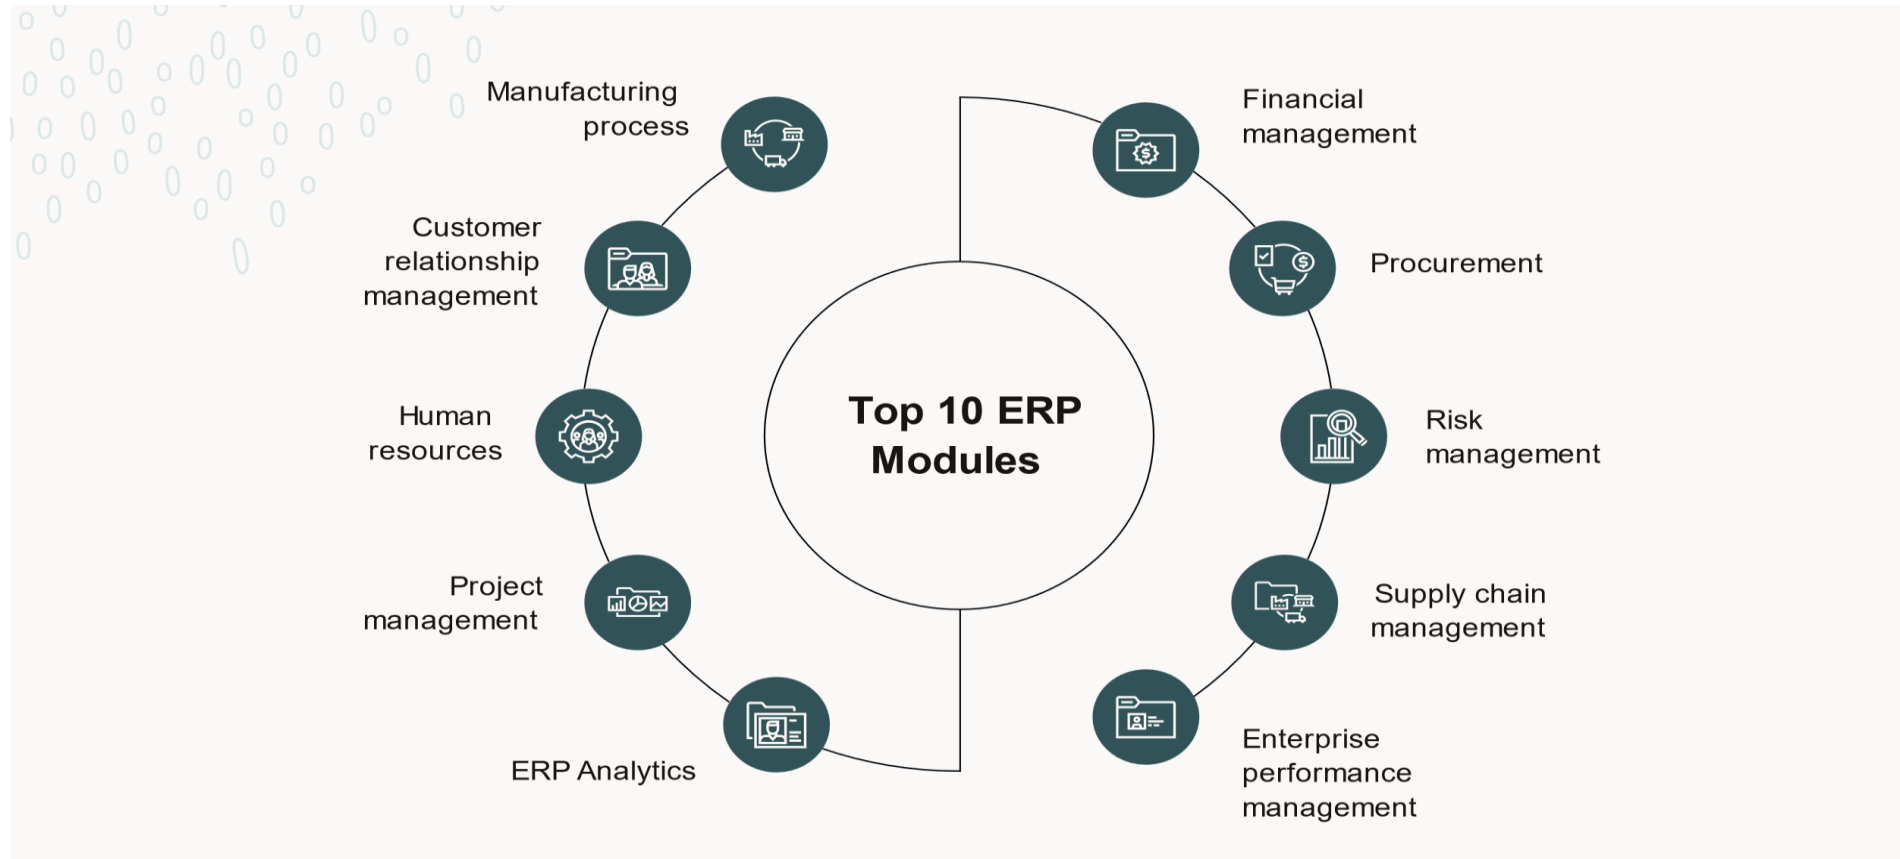 Manufacturing
process
Customer
relationship
management
Human
resources
Project
management
ERP Analytics
Top 10 ERP
Modules
Financial
management
Procurement
Risk
management
Supply chain
management
Enterprise
performance
management